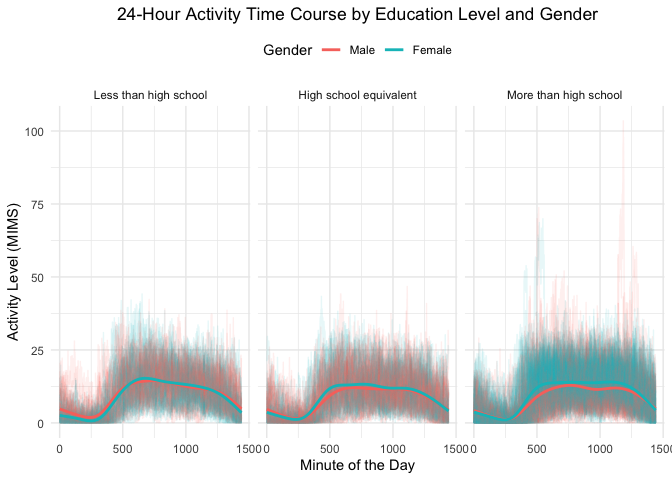 24-Hour Activity Time Course by Education Level and Gender
Gender Male Female
Less than high school High school equivalent More than high school
100
75
50
25
0
Activity Level (MIMS)
0 500 1000 1500 0 500 1000 1500 0 500 1000 1500
Minute of the Day